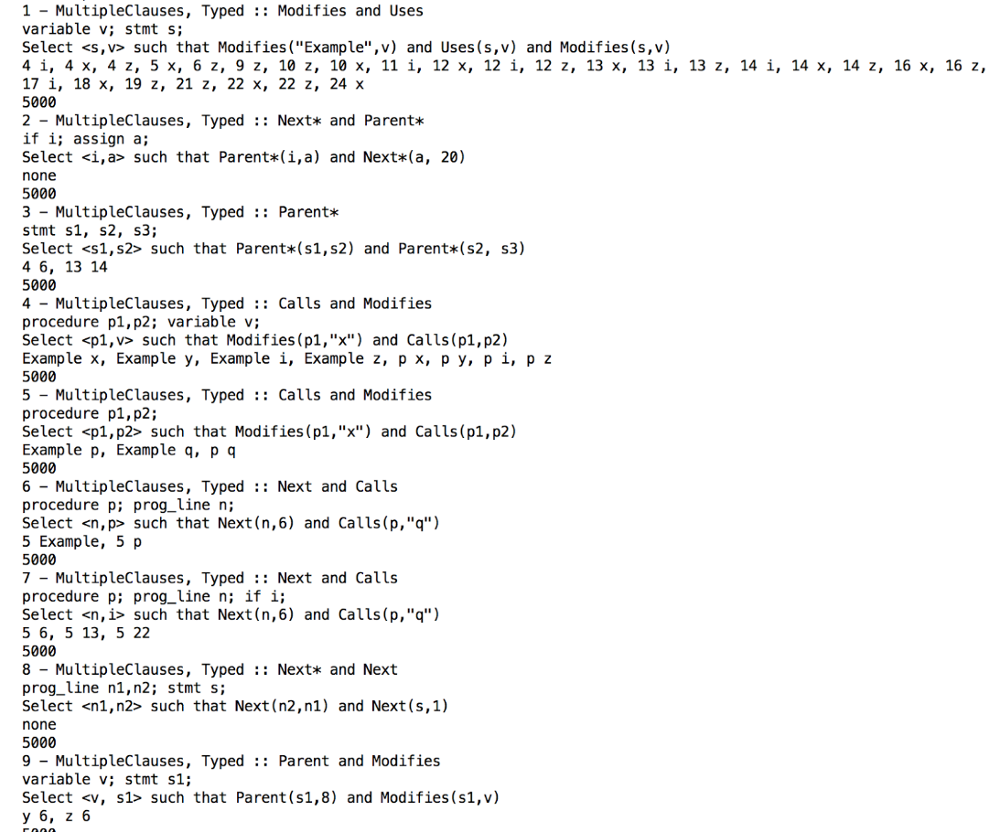 1 – MultipleClauses, Typed :: Modifies and Uses
variable v; stmt s;
Select <s,v> such that Modifies("Example",v) and Uses(s,v) and Modifies(s,v)
4 i, 4 x, 4 z, 5 x, 6 z, 9 z, 10 z, 10 x, 11 i, 12 x, 12 i, 12 z, 13 x, 13 i, 13 z, 14 i, 14 x, 14 z, 16 x, 16 z,
17 i, 18 x, 19 z, 21 z, 22 x, 22 z, 24 x
5000
2 – MultipleClauses, Typed :: Next* and Parent*
if i; assign a;
Select <i,a> such that Parent*(i,a) and Next*(a, 20)
none
5000
3 – MultipleClauses, Typed :: Parent*
stmt s1, s2, s3;
Select <s1,s2> such that Parent*(s1,s2) and Parent*(s2, s3)
4 6, 13 14
5000
4 – MultipleClauses, Typed :: Calls and Modifies
procedure p1,p2; variable v;
Select <p1,v> such that Modifies(p1,"x") and Calls(p1,p2)
Example x, Example y, Example i, Example z, p x, p y, p i, p z
5000
5 – MultipleClauses, Typed :: Calls and Modifies
procedure p1,p2;
Select <p1,p2> such that Modifies(p1,"x") and Calls(p1,p2)
Example p, Example q, p q
5000
6 – MultipleClauses, Typed :: Next and Calls
procedure p; prog_line n;
Select <n,p> such that Next(n,6) and Calls(p,"q")
5 Example, 5 p
5000
7 – MultipleClauses, Typed :: Next and Calls
procedure p; prog_line n; if i;
Select <n,i> such that Next(n,6) and Calls(p,"q")
5 6, 5 13, 5 22
5000
8 – MultipleClauses, Typed :: Next* and Next
prog_line n1,n2; stmt s;
Select <n1,n2> such that Next(n2,n1) and Next(s,1)
none
5000
9 – MultipleClauses, Typed :: Parent and Modifies
variable v; stmt s1;
Select <v, s1> such that Parent(s1,8) and Modifies(s1,v)
y 6, z 6
5000